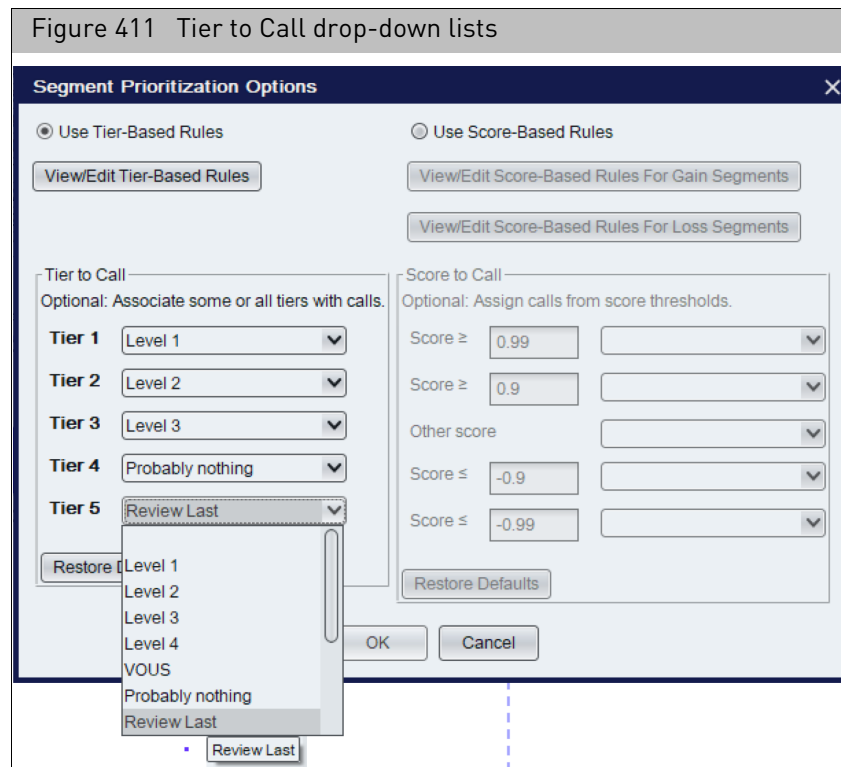 Figure 411 Tier to Call drop-down lists
Segment Prioritization Options
Use Tier-Based Rules
Use Score-Based Rules
View/Edit Tier-Based Rules
View/Edit Score-Based Rules For Gain Segments
View/Edit Score-Based Rules For Loss Segments
Tier to Call
Optional: Associate some or all tiers with calls.
Tier 1 Level 1
Tier 2 Level 2
Tier 3 Level 3
Tier 4 Probably nothing
Tier 5 Review Last
Restore
Level 1
Level 2
Level 3
Level 4
VOUS
Probably nothing
Review Last
Review Last
Score to Call
Optional: Assign calls from score thresholds.
Score ≥ 0.99
Score ≥ 0.9
Other score
Score ≤ -0.9
Score ≤ -0.99
Restore Defaults
OK
Cancel